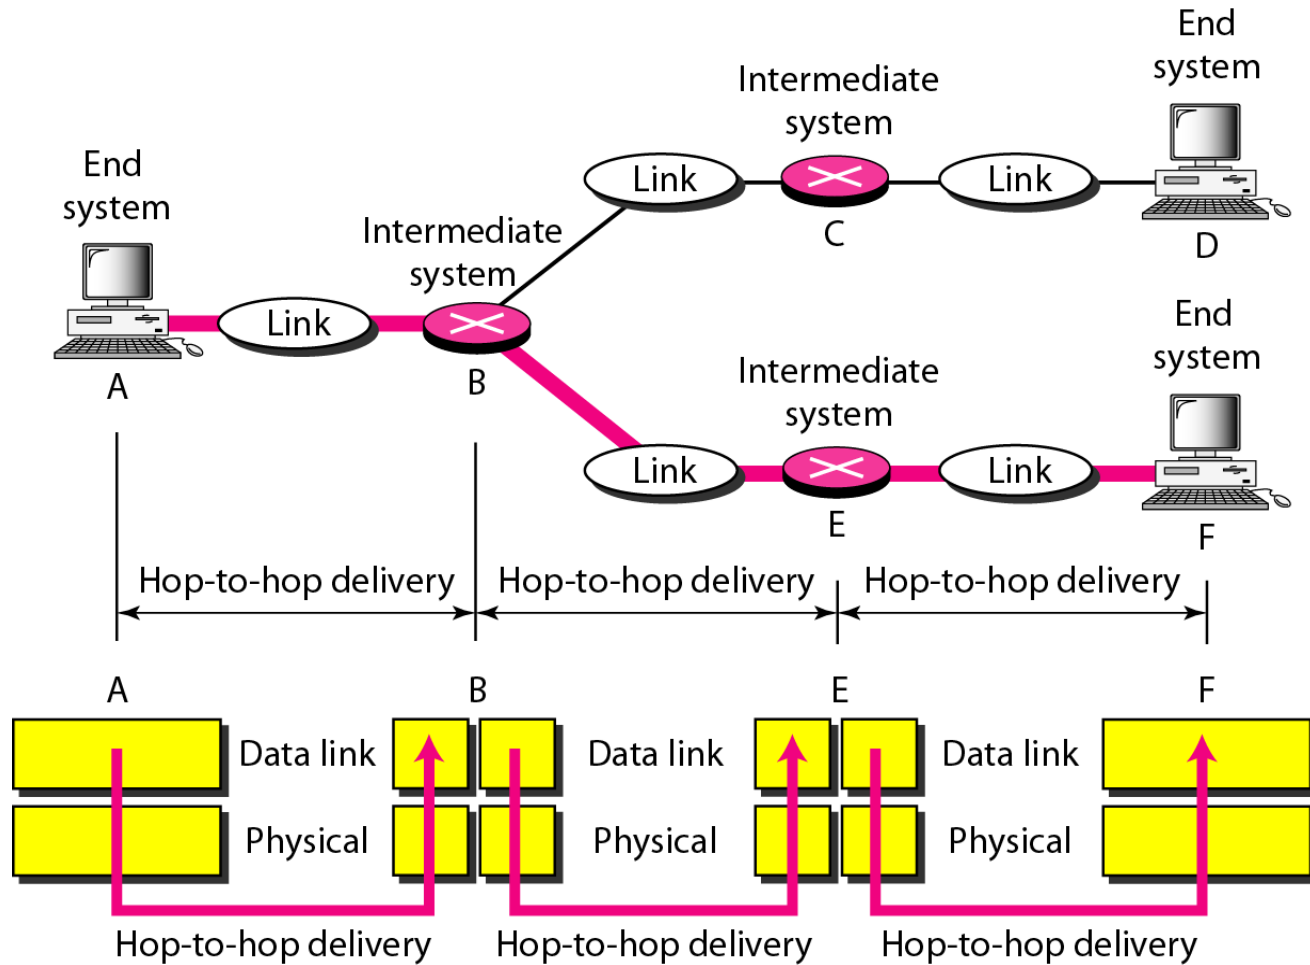 End
system
Intermediate
system
Link
Link
C
D
End
system
Intermediate
system
Link
A
B
End
system
Intermediate
system
Link
Link
E
F
Hop-to-hop delivery
Hop-to-hop delivery
Hop-to-hop delivery
A
B
E
F
Data link
Data link
Data link
Physical
Physical
Physical
Hop-to-hop delivery
Hop-to-hop delivery
Hop-to-hop delivery